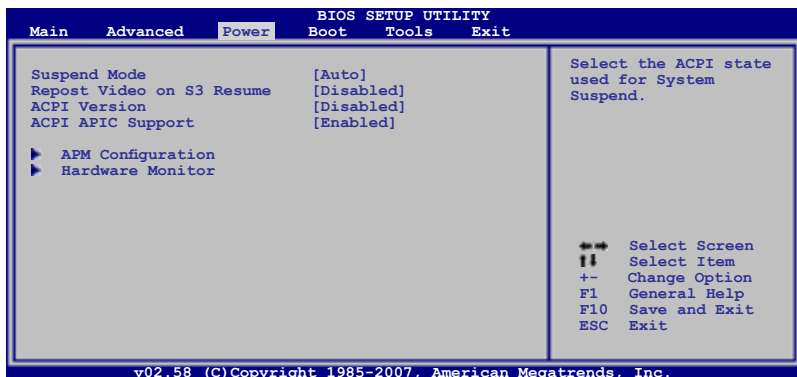 BIOS SETUP UTILITY
Main Advanced Power Boot Tools Exit
Suspend Mode [Auto]
Repost Video on S3 Resume [Disabled]
ACPI Version [Disabled]
ACPI APIC Support [Enabled]
APM Configuration
Hardware Monitor
Select the ACPI state
used for System
Suspend.
Select Screen
Select Item
+- Change Option
F1 General Help
F10 Save and Exit
ESC Exit
v02.58 (C)Copyright 1985-2007, American Megatrends, Inc.